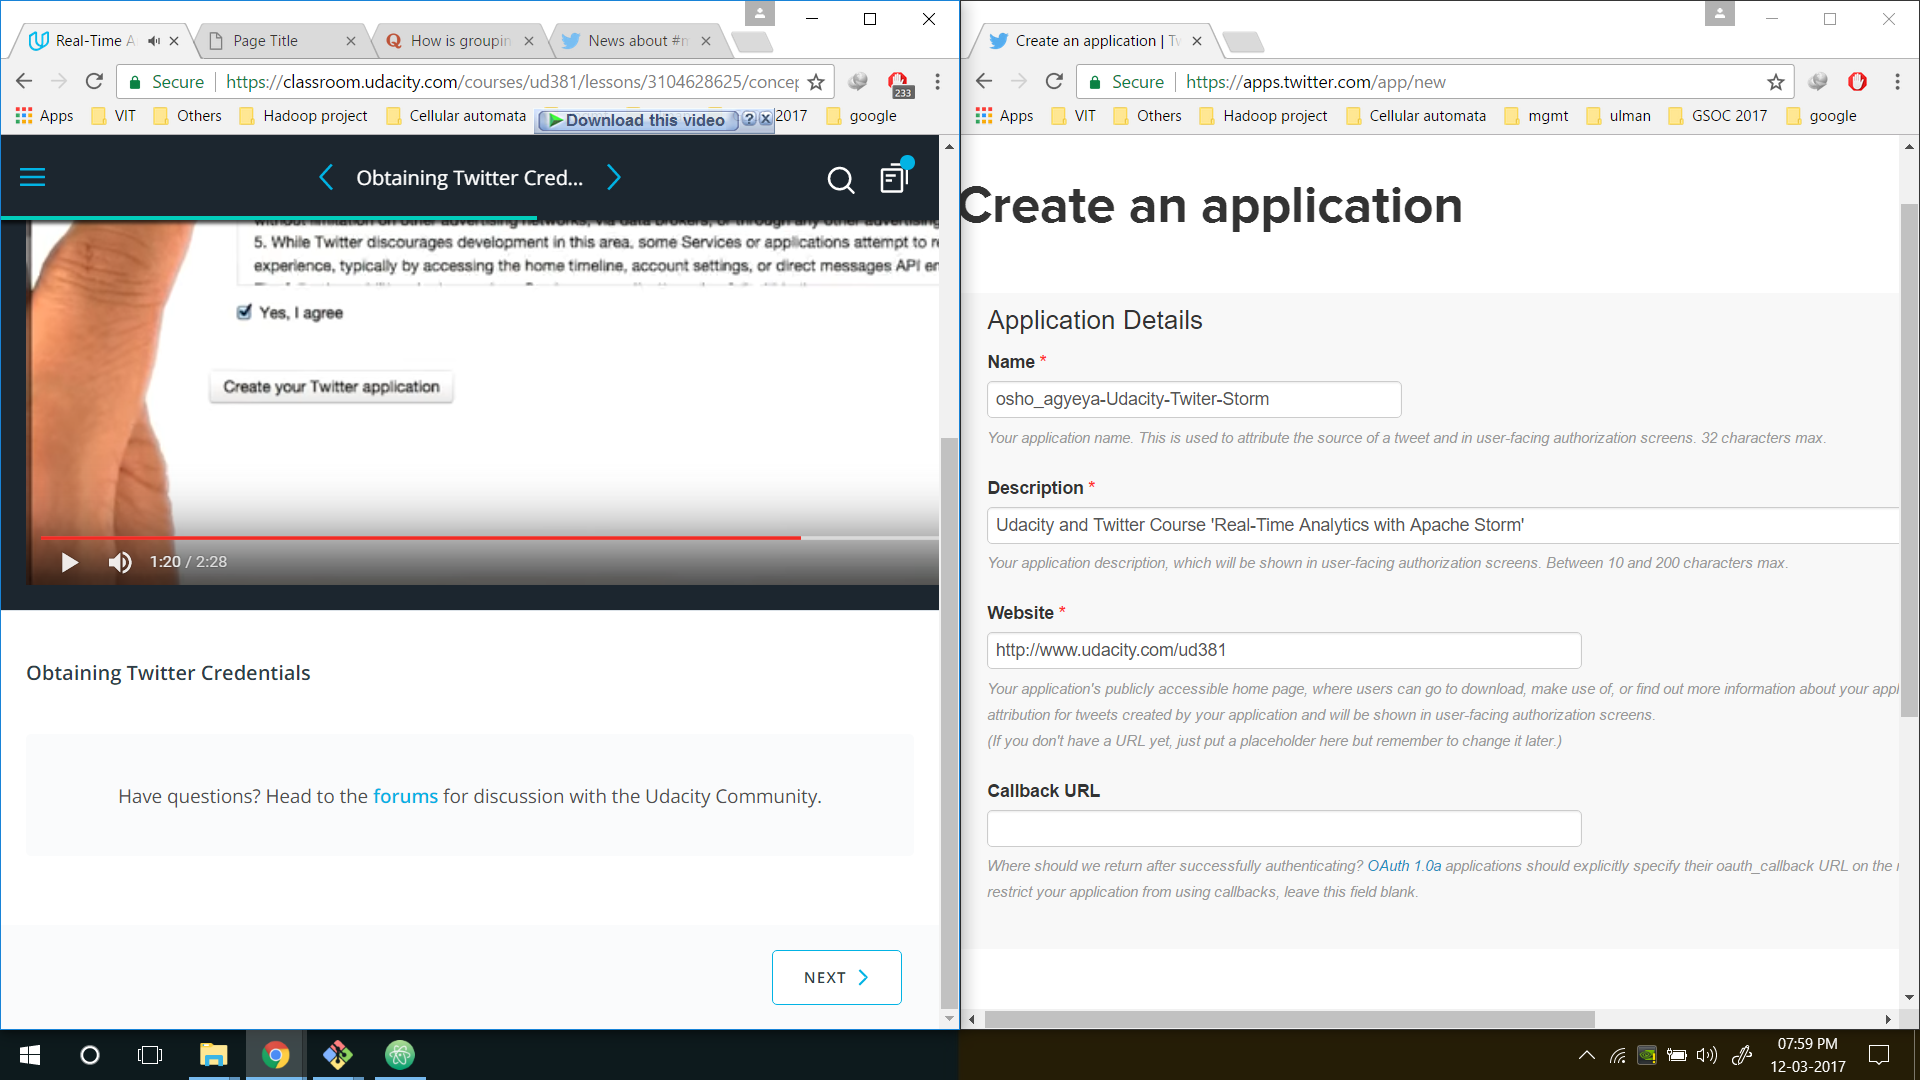 Real-Time A
Page Title
How is groupin
News about #m
Secure
https://classroom.udacity.com/courses/ud381/lessons/3104628625/concep
233
Apps
VIT
Others
Hadoop project
Cellular automata
Download this video
?
x
2017
google
Obtaining Twitter Cred...
5. While Twitter discourages development in this area, some Services or applications attempt to re
experience, typically by accessing the home timeline, account settings, or direct messages API en
Yes, I agree
Create your Twitter application
1:20 / 2:28
Obtaining Twitter Credentials
Have questions? Head to the forums for discussion with the Udacity Community.
NEXT
Create an application | Tw
Secure
https://apps.twitter.com/app/new
Apps
VIT
Others
Hadoop project
Cellular automata
mgmt
ulman
GSOC 2017
google
Create an application
Application Details
Name *
osho_agyeya-Udacity-Twiter-Storm
Your application name. This is used to attribute the source of a tweet and in user-facing authorization screens. 32 characters max.
Description *
Udacity and Twitter Course 'Real-Time Analytics with Apache Storm'
Your application description, which will be shown in user-facing authorization screens. Between 10 and 200 characters max.
Website *
http://www.udacity.com/ud381
Your application's publicly accessible home page, where users can go to download, make use of, or find out more information about your appl
attribution for tweets created by your application and will be shown in user-facing authorization screens.
(If you don't have a URL yet, just put a placeholder here but remember to change it later.)
Callback URL
Where should we return after successfully authenticating? OAuth 1.0a applications should explicitly specify their oauth_callback URL on the r
restrict your application from using callbacks, leave this field blank.
07:59 PM
12-03-2017